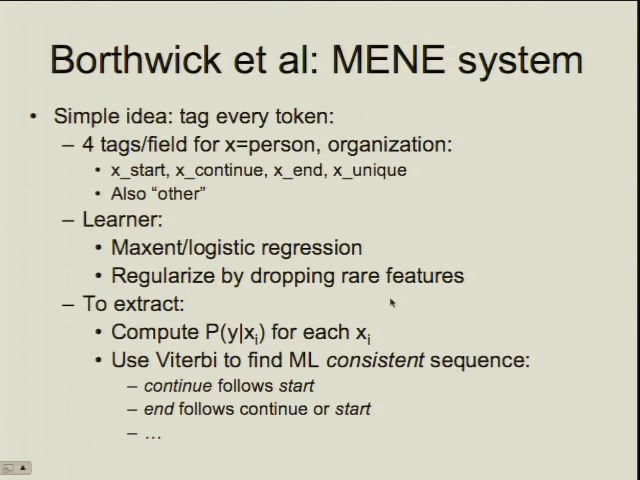 Borthwick et al: MENE system
• Simple idea: tag every token:
– 4 tags/field for x=person, organization:
• x_start, x_continue, x_end, x_unique
• Also “other”
– Learner:
• Maxent/logistic regression
• Regularize by dropping rare features
– To extract:
• Compute P(y|xi) for each xi
• Use Viterbi to find ML consistent sequence:
– continue follows start
– end follows continue or start
– …